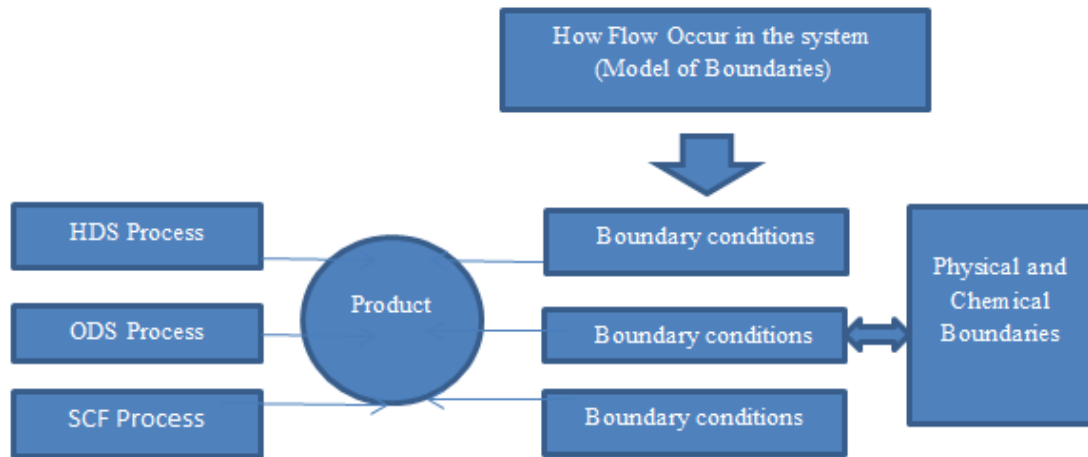 How Flow Occur in the system
(Model of Boundaries)
HDS Process
ODS Process
SCF Process
Product
Boundary conditions
Boundary conditions
Boundary conditions
Physical and
Chemical
Boundaries